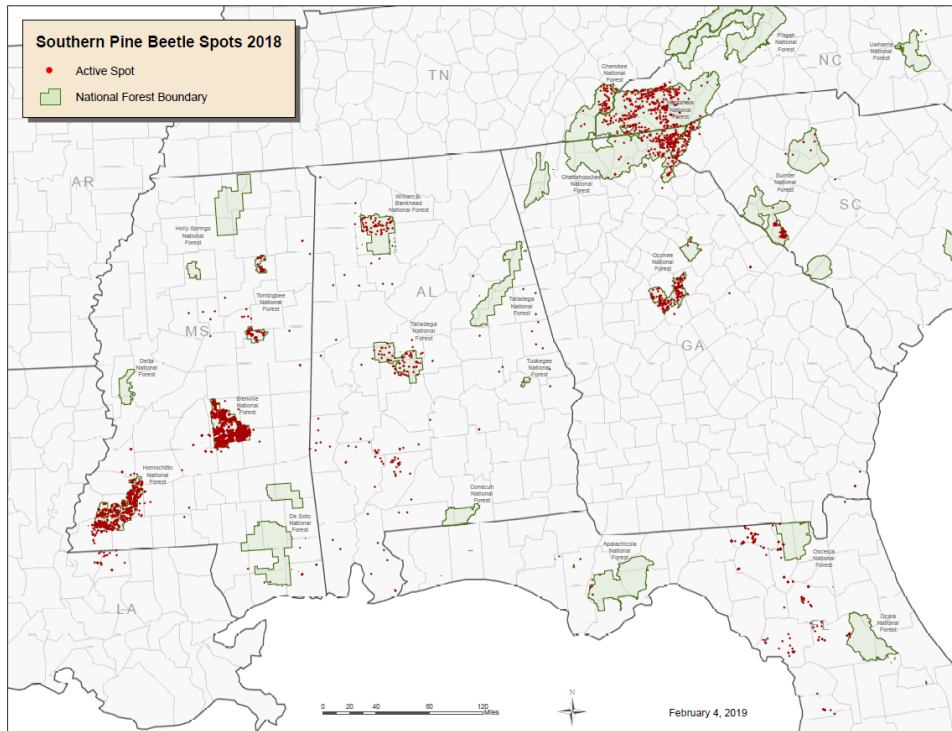 Southern Pine Beetle Spots 2018
Active Spot
National Forest Boundary
Pisgah
National
Forest
NC
Uwharrie
National
Forest
TN
Cherokee
National
Forest
Nantahala
National
Forest
AR
Chattahoochee
National
Forest
Sumter
National
Forest
SC
William B.
Bankhead
National Forest
Holly Springs
National
Forest
Oconee
National
Forest
AL
Tombigbee
National
Forest
Talladega
National
Forest
MS
Talladega
National
Forest
GA
Delta
National
Forest
Tuskegee
National
Forest
Bienville
National
Forest
Homochitto
National
Forest
Conecuh
National
Forest
De Soto
National
Forest
Apalachicola
National
Forest
Osceola
National
Forest
LA
Ocala
National
Forest
FL
N
0 20 40 80 120
Miles
February 4, 2019